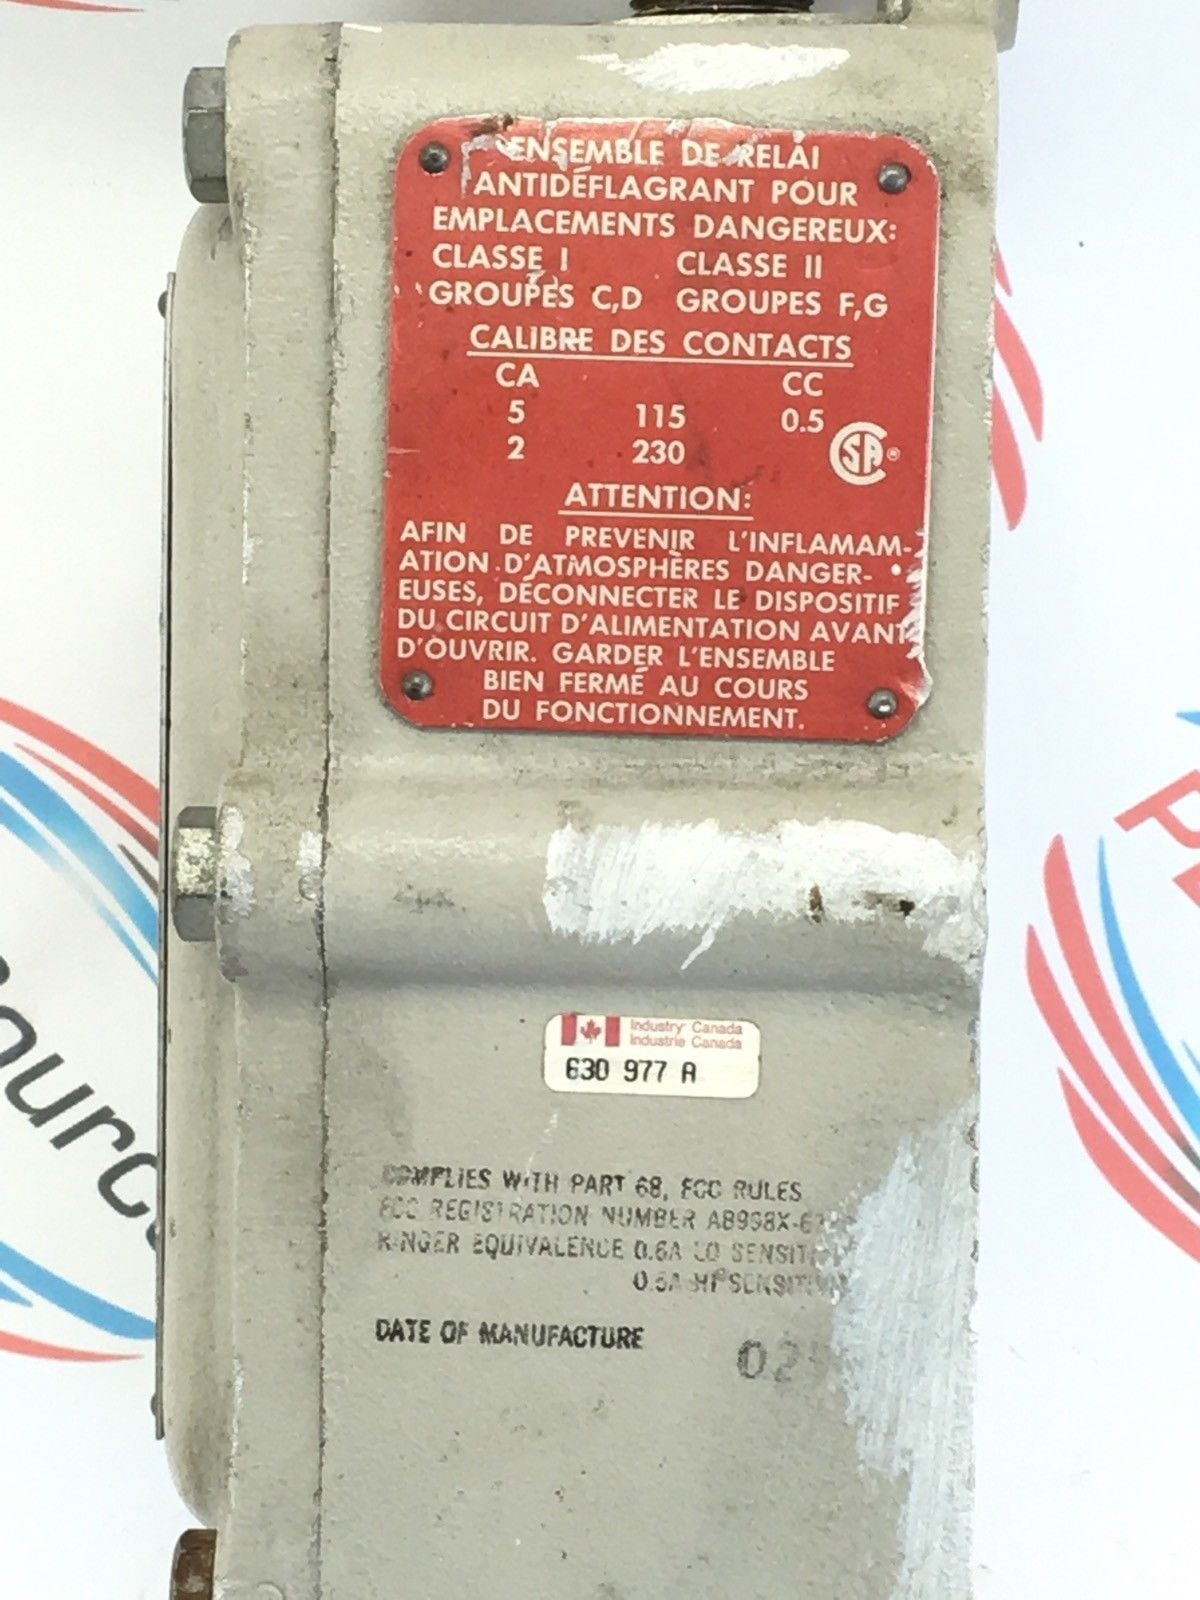 ENSEMBLE DE RELAI
ANTIDÉFLAGRANT POUR
EMPLACEMENTS DANGEREUX:
CLASSE I CLASSE II
GROUPES C,D GROUPES F,G
CALIBRE DES CONTACTS
CA CC
5 115 0.5
2 230
SA®
ATTENTION:
AFIN DE PREVENIR L'INFLAMAM-
ATION D'ATMOSPHÈRES DANGER-
EUSES, DÉCONNECTER LE DISPOSITIF
DU CIRCUIT D'ALIMENTATION AVANT
D'OUVRIR. GARDER L'ENSEMBLE
BIEN FERMÉ AU COURS
DU FONCTIONNEMENT.
Industry Canada
Industrie Canada
630 977 A
COMPLIES WITH PART 68, FCC RULES
FCC REGISTRATION NUMBER
RINGER EQUIVALENCE 0.6A LO
HI
DATE OF MANUFACTURE